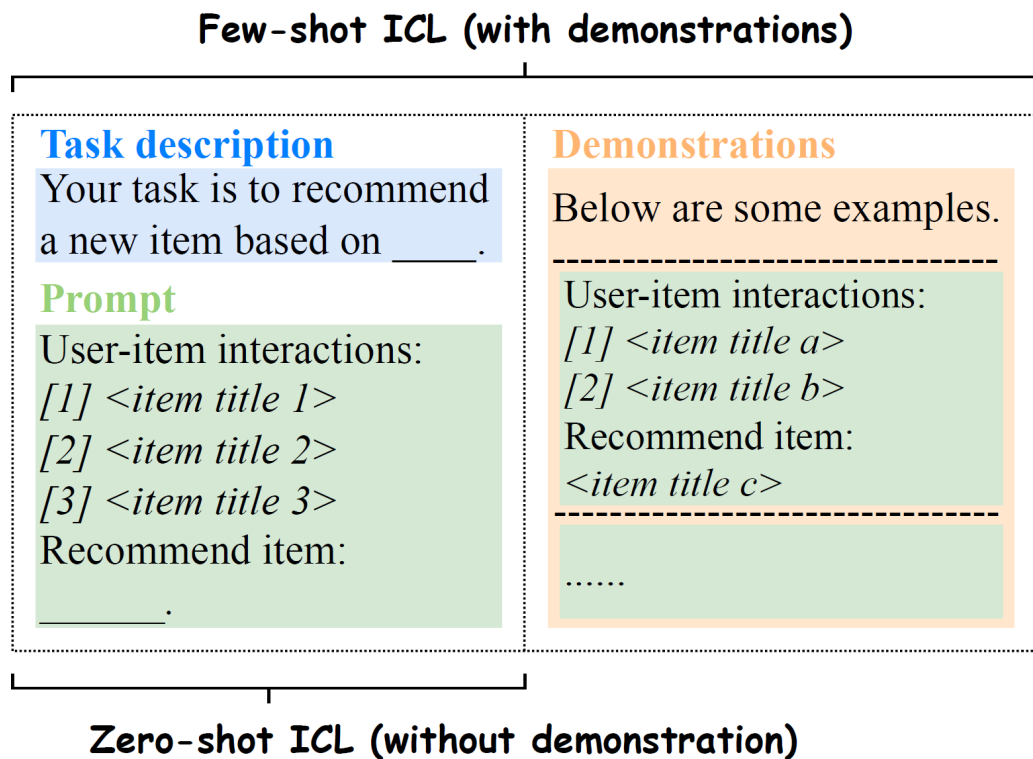 Few-shot ICL (with demonstrations)
Task description
Your task is to recommend
a new item based on ____.
Prompt
User-item interactions:
[1] <item title 1>
[2] <item title 2>
[3] <item title 3>
Recommend item:
______.
Demonstrations
Below are some examples.
User-item interactions:
[1] <item title a>
[2] <item title b>
Recommend item:
<item title c>
......
Zero-shot ICL (without demonstration)